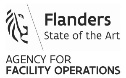 Flanders
State of the Art
AGENCY FOR
FACILITY OPERATIONS